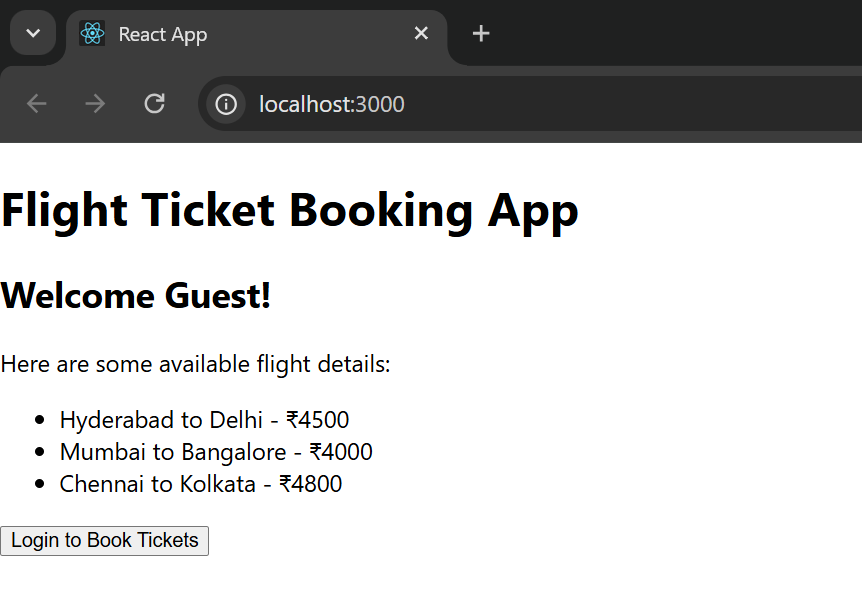 React App
localhost:3000
Flight Ticket Booking App
Welcome Guest!
Here are some available flight details:
Hyderabad to Delhi - ₹4500
Mumbai to Bangalore - ₹4000
Chennai to Kolkata - ₹4800
Login to Book Tickets